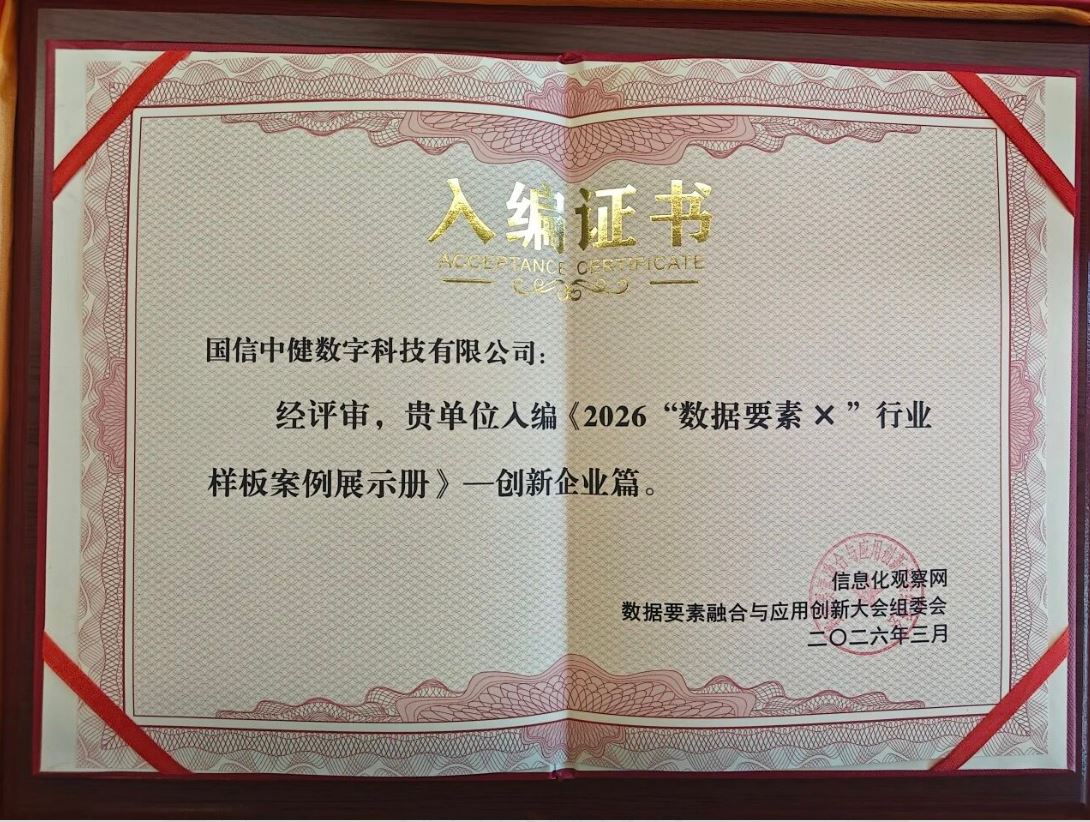 入编证书
ACCEPTANCE CERTIFICATE
国信中健数字科技有限公司：
经评审，贵单位入编《2026“数据要素×”行业
样板案例展示册》—创新企业篇。
信息化观察网
数据要素融合与应用创新大会组委会
二〇二六年三月